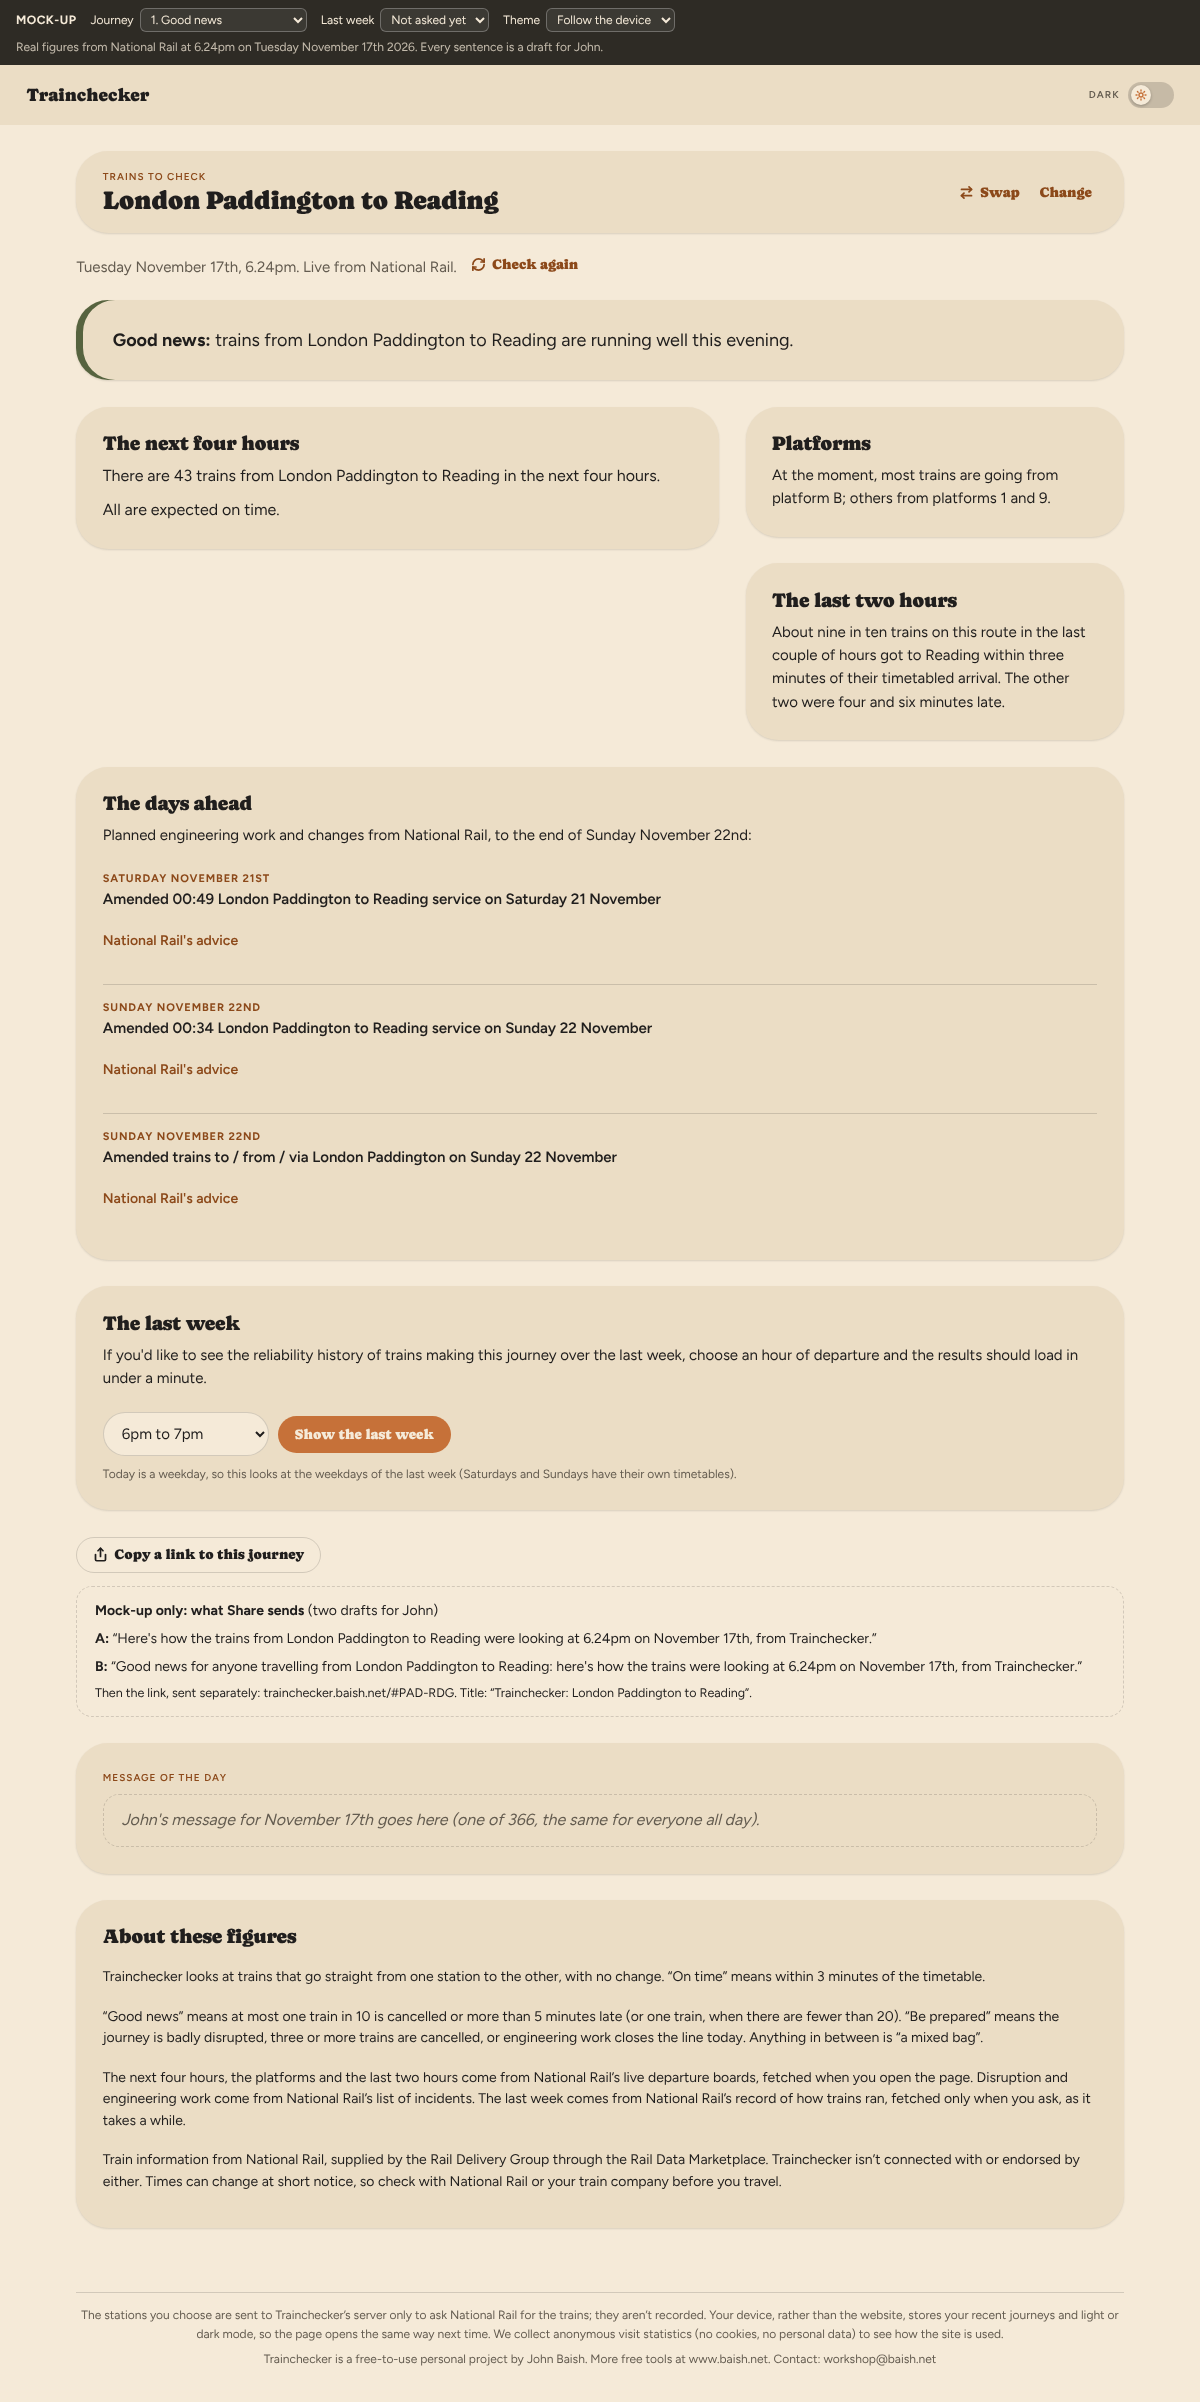 MOCK-UP Journey 1. Good news Last week Not asked yet Theme Follow the device
Real figures from National Rail at 6.24pm on Tuesday November 17th 2026. Every sentence is a draft for John.
Trainchecker
DARK
TRAINS TO CHECK
London Paddington to Reading
Swap Change
Tuesday November 17th, 6.24pm. Live from National Rail. Check again
Good news: trains from London Paddington to Reading are running well this evening.
The next four hours
There are 43 trains from London Paddington to Reading in the next four hours.
All are expected on time.
Platforms
At the moment, most trains are going from
platform B; others from platforms 1 and 9.
The last two hours
About nine in ten trains on this route in the last
couple of hours got to Reading within three
minutes of their timetabled arrival. The other
two were four and six minutes late.
The days ahead
Planned engineering work and changes from National Rail, to the end of Sunday November 22nd:
SATURDAY NOVEMBER 21ST
Amended 00:49 London Paddington to Reading service on Saturday 21 November
National Rail's advice
SUNDAY NOVEMBER 22ND
Amended 00:34 London Paddington to Reading service on Sunday 22 November
National Rail's advice
SUNDAY NOVEMBER 22ND
Amended trains to / from / via London Paddington on Sunday 22 November
National Rail's advice
The last week
If you'd like to see the reliability history of trains making this journey over the last week, choose an hour of departure and the results should load in
under a minute.
6pm to 7pm Show the last week
Today is a weekday, so this looks at the weekdays of the last week (Saturdays and Sundays have their own timetables).
Copy a link to this journey
Mock-up only: what Share sends (two drafts for John)
A: “Here's how the trains from London Paddington to Reading were looking at 6.24pm on November 17th, from Trainchecker.”
B: “Good news for anyone travelling from London Paddington to Reading: here's how the trains were looking at 6.24pm on November 17th, from Trainchecker.”
Then the link, sent separately: trainchecker.baish.net/#PAD-RDG. Title: “Trainchecker: London Paddington to Reading”.
MESSAGE OF THE DAY
John's message for November 17th goes here (one of 366, the same for everyone all day).
About these figures
Trainchecker looks at trains that go straight from one station to the other, with no change. “On time” means within 3 minutes of the timetable.
“Good news” means at most one train in 10 is cancelled or more than 5 minutes late (or one train, when there are fewer than 20). “Be prepared” means the
journey is badly disrupted, three or more trains are cancelled, or engineering work closes the line today. Anything in between is “a mixed bag”.
The next four hours, the platforms and the last two hours come from National Rail’s live departure boards, fetched when you open the page. Disruption and
engineering work come from National Rail’s list of incidents. The last week comes from National Rail’s record of how trains ran, fetched only when you ask, as it
takes a while.
Train information from National Rail, supplied by the Rail Delivery Group through the Rail Data Marketplace. Trainchecker isn’t connected with or endorsed by
either. Times can change at short notice, so check with National Rail or your train company before you travel.
The stations you choose are sent to Trainchecker’s server only to ask National Rail for the trains; they aren’t recorded. Your device, rather than the website, stores your recent journeys and light or
dark mode, so the page opens the same way next time. We collect anonymous visit statistics (no cookies, no personal data) to see how the site is used.
Trainchecker is a free-to-use personal project by John Baish. More free tools at www.baish.net. Contact: workshop@baish.net